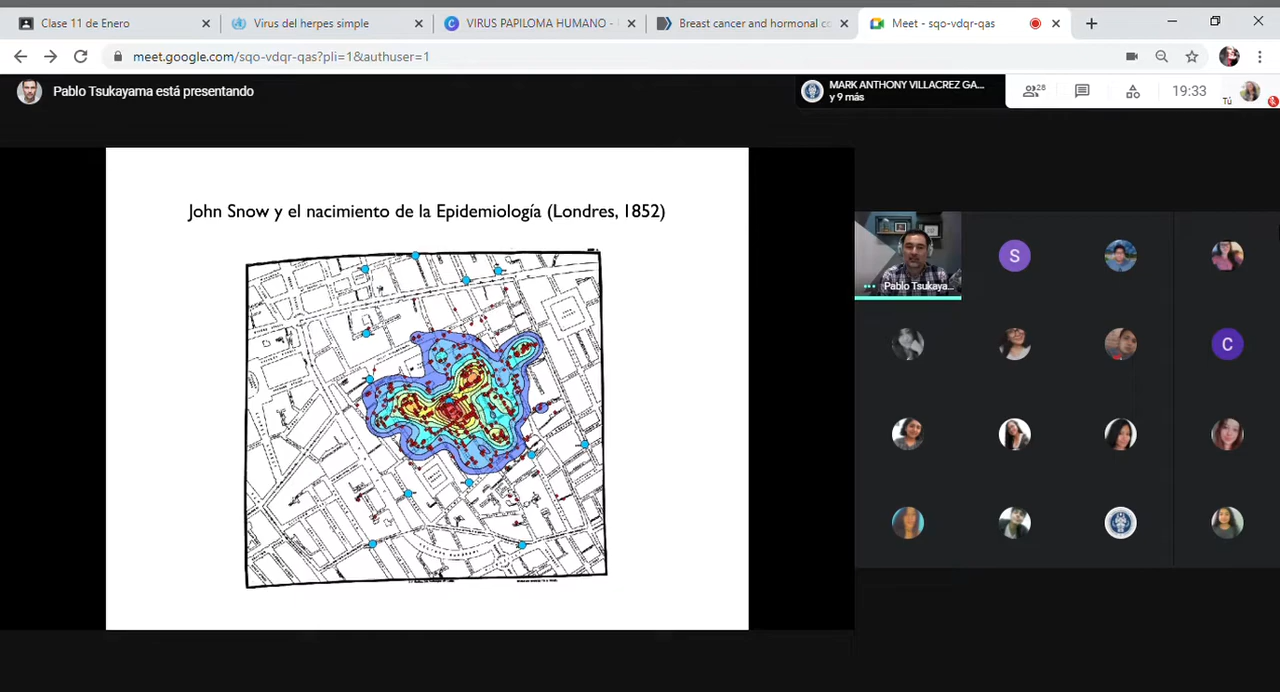 Clase 11 de Enero
Virus del herpes simple
VIRUS PAPILOMA HUMANO -
Breast cancer and hormonal co
Meet - sqo-vdqr-qas
meet.google.com/sqo-vdqr-qas?pli=1&authuser=1
Pablo Tsukayama está presentando
MARK ANTHONY VILLACREZ GA...
y 9 más
28
19:33
Tú
John Snow y el nacimiento de la Epidemiología (Londres, 1852)
Pablo Tsukaya...
S
C